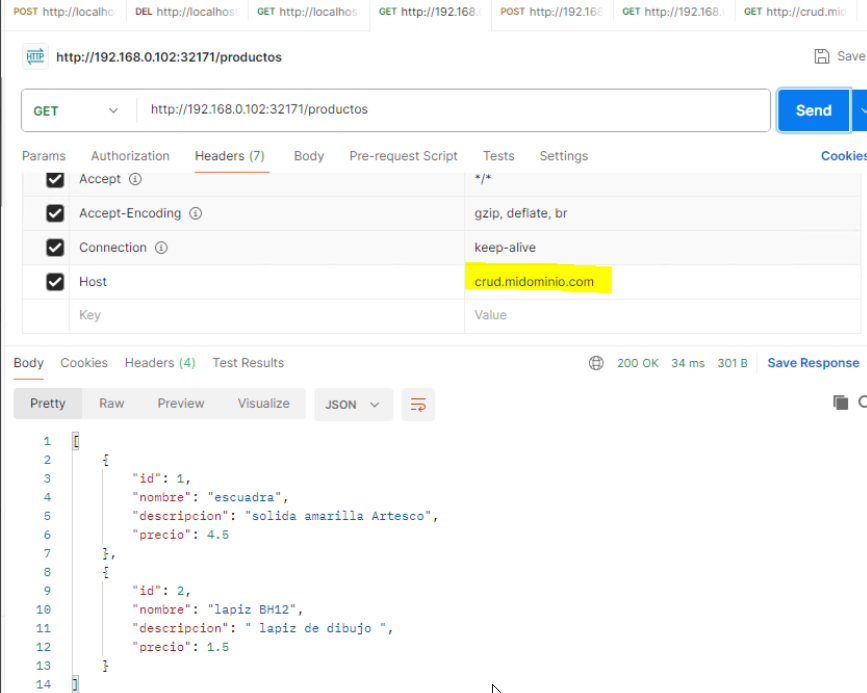 POST http://localho DEL http://localhos GET http://localhos GET http://192.168. POST http://192.168 GET http://192.168. GET http://crud.mid
HTTP http://192.168.0.102:32171/productos Save
GET http://192.168.0.102:32171/productos Send
Params Authorization Headers (7) Body Pre-request Script Tests Settings Cookies
Accept */*
Accept-Encoding gzip, deflate, br
Connection keep-alive
Host crud.midominio.com
Key Value
Body Cookies Headers (4) Test Results 200 OK 34 ms 301 B Save Response
Pretty Raw Preview Visualize JSON
1 [
2 {
3 "id": 1,
4 "nombre": "escuadra",
5 "descripcion": "solida amarilla Artesco",
6 "precio": 4.5
7 },
8 {
9 "id": 2,
10 "nombre": "lapiz BH12",
11 "descripcion": " lapiz de dibujo ",
12 "precio": 1.5
13 }
14 ]